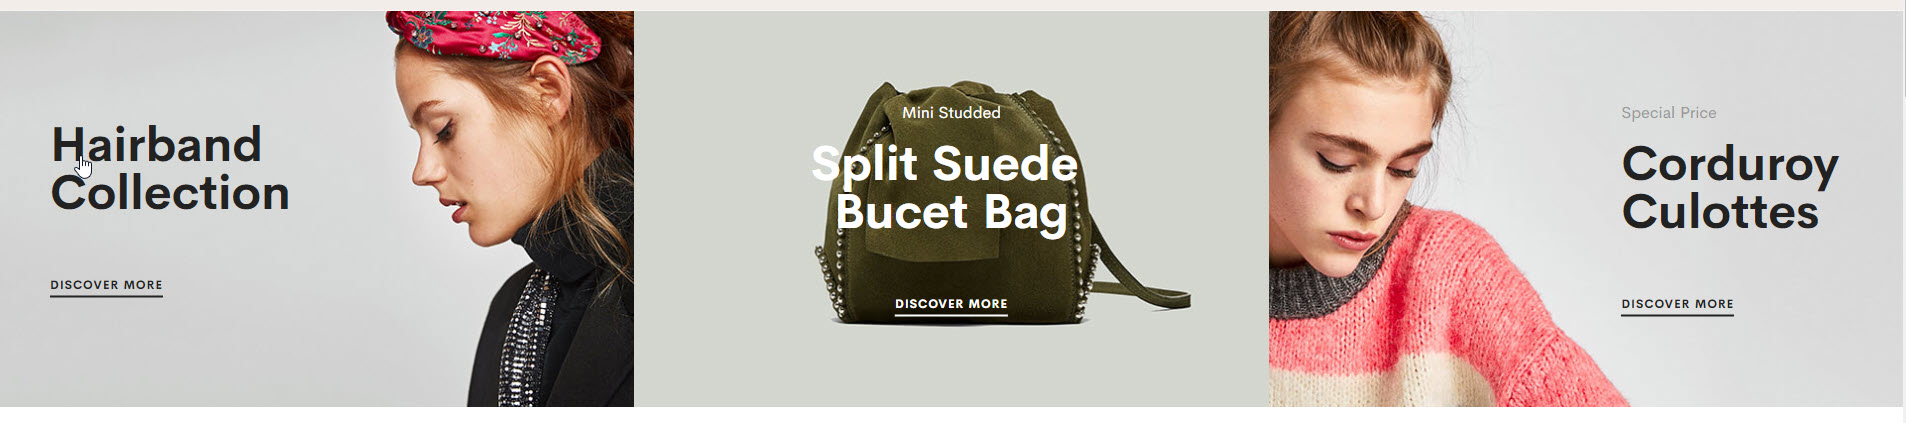 Hairband
Collection
DISCOVER MORE
Mini Studded
Split Suede
Bucet Bag
DISCOVER MORE
Special Price
Corduroy
Culottes
DISCOVER MORE